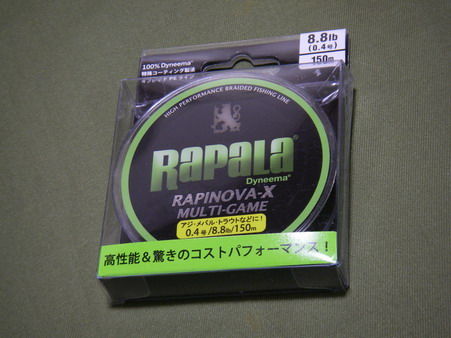 8.8lb
(0.4号)
150m
100% Dyneema®
特殊コーティング製法
HIGH PERFORMANCE BRAIDED FISHING LINE
RAPALA®
Dyneema®
RAPINOVA-X
MULTI-GAME
アジ・メバル・トラウトなどに!
0.4号/8.8lb/150m
高性能&驚きのコストパフォーマンス!